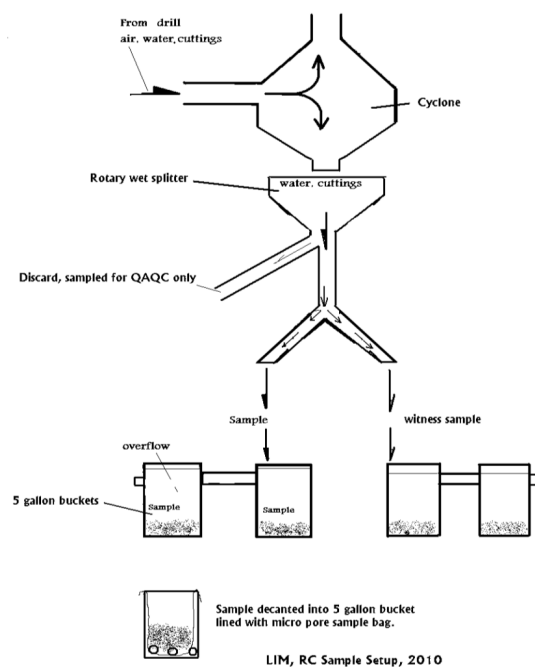 From drill
air, water, cuttings
Cyclone
Rotary wet splitter
water, cuttings
Discard, sampled for QAQC only
Sample
witness sample
overflow
5 gallon buckets
Sample
Sample
Sample decanted into 5 gallon bucket
lined with micro pore sample bag.
LIM, RC Sample Setup, 2010